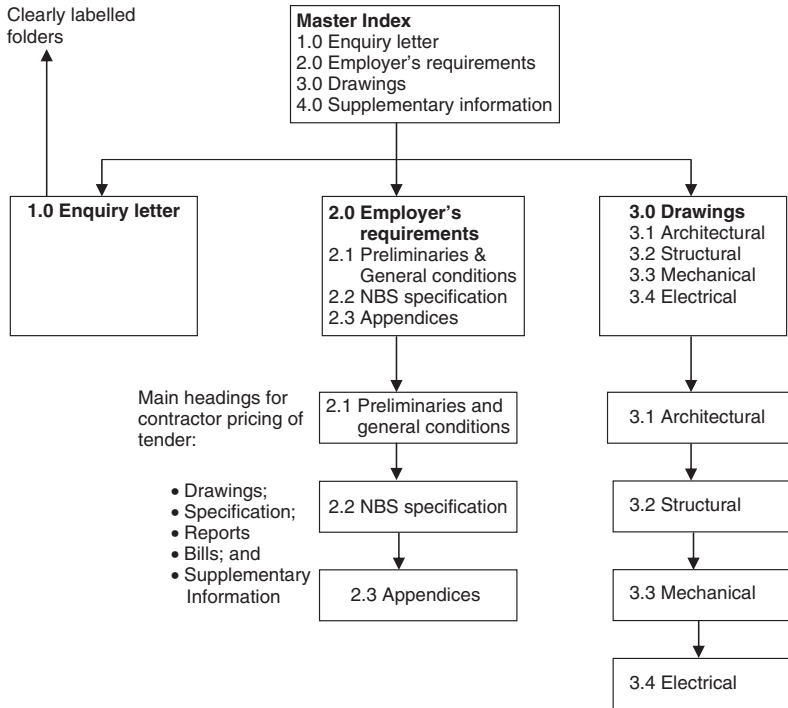 Clearly labelled
folders
Master Index
1.0 Enquiry letter
2.0 Employer's requirements
3.0 Drawings
4.0 Supplementary information
1.0 Enquiry letter
2.0 Employer's
requirements
2.1 Preliminaries &
General conditions
2.2 NBS specification
2.3 Appendices
3.0 Drawings
3.1 Architectural
3.2 Structural
3.3 Mechanical
3.4 Electrical
Main headings for
contractor pricing of
tender:
• Drawings;
• Specification;
• Reports
• Bills; and
• Supplementary
Information
2.1 Preliminaries and
general conditions
2.2 NBS specification
2.3 Appendices
3.1 Architectural
3.2 Structural
3.3 Mechanical
3.4 Electrical